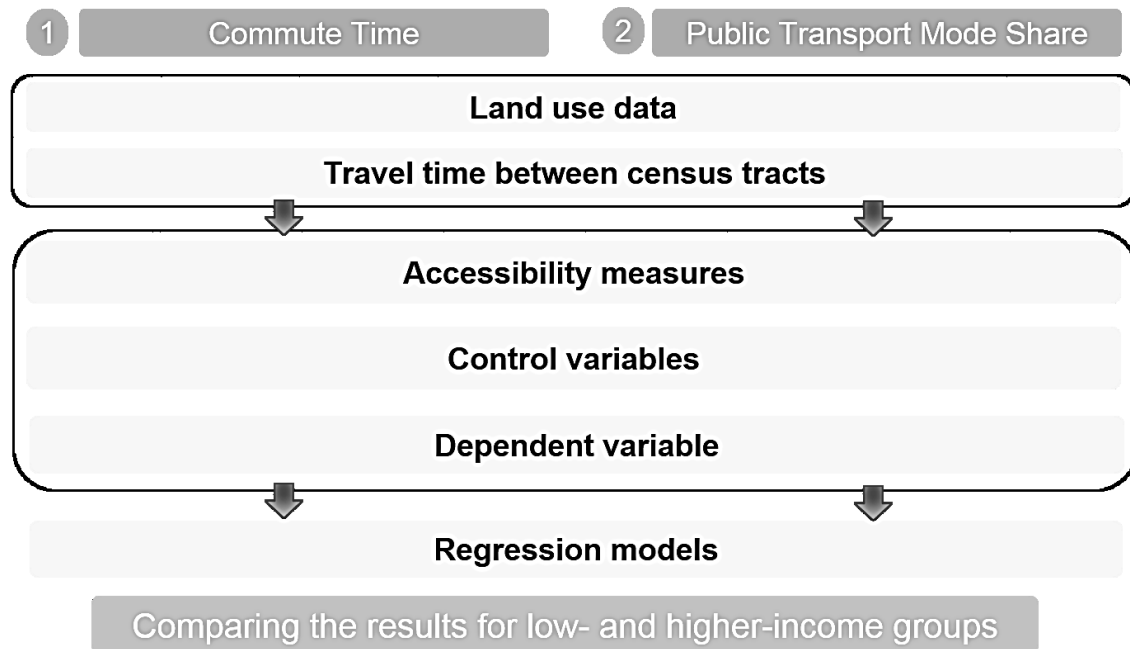 1 Commute Time 2 Public Transport Mode Share
Land use data
Travel time between census tracts
Accessibility measures
Control variables
Dependent variable
Regression models
Comparing the results for low- and higher-income groups